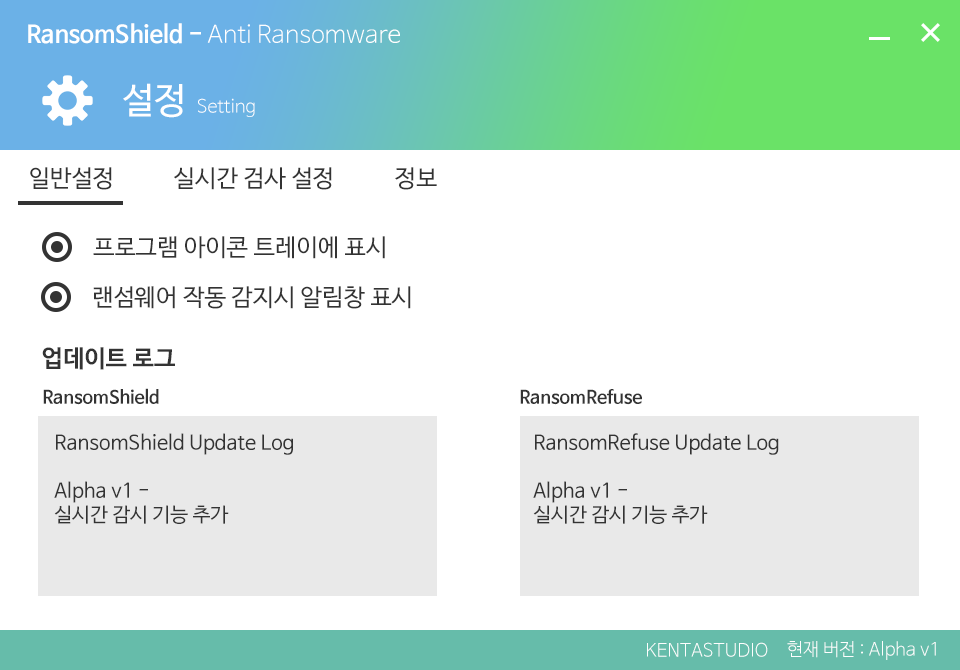 RansomShield - Anti Ransomware
설정 Setting
일반설정 실시간 검사 설정 정보
프로그램 아이콘 트레이에 표시
랜섬웨어 작동 감지시 알림창 표시
업데이트 로그
RansomShield
RansomShield Update Log
Alpha v1 -
실시간 감시 기능 추가
RansomRefuse
RansomRefuse Update Log
Alpha v1 -
실시간 감시 기능 추가
KENTASTUDIO 현재 버전 : Alpha v1